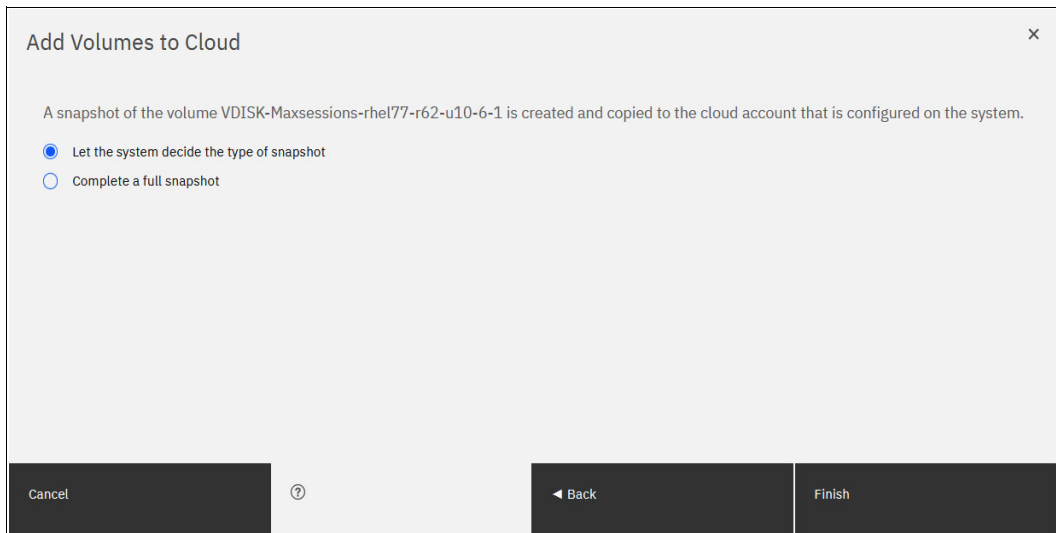 Add Volumes to Cloud
×
A snapshot of the volume VDISK-Maxsessions-rhel77-r62-u10-6-1 is created and copied to the cloud account that is configured on the system.
Let the system decide the type of snapshot
Complete a full snapshot
Cancel
?
◄ Back
Finish